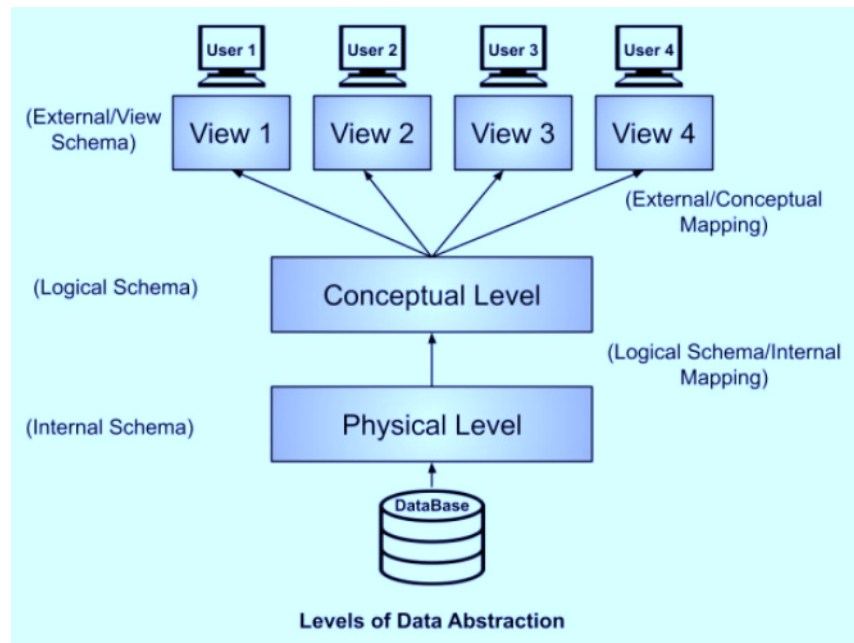 User 1
User 2
User 3
User 4
(External/View
Schema)
View 1
View 2
View 3
View 4
(External/Conceptual
Mapping)
(Logical Schema)
Conceptual Level
(Logical Schema/Internal
Mapping)
(Internal Schema)
Physical Level
DataBase
Levels of Data Abstraction